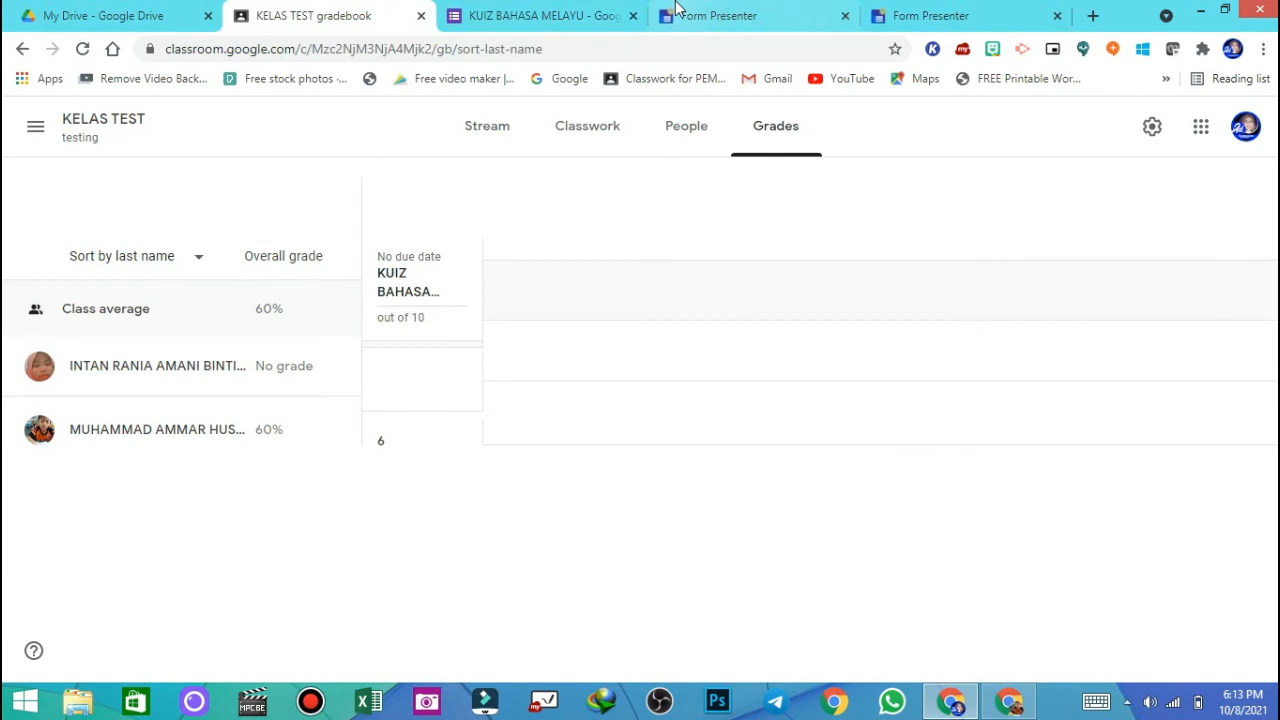 My Drive - Google Drive
KELAS TEST gradebook
KUIZ BAHASA MELAYU - Goog
Form Presenter
Form Presenter
classroom.google.com/c/Mzc2NjM3NjA4Mjk2/gb/sort-last-name
Apps
Remove Video Back...
Free stock photos -...
Free video maker |...
Google
Classwork for PEM...
Gmail
YouTube
Maps
FREE Printable Wor...
»
Reading list
KELAS TEST
testing
Stream
Classwork
People
Grades
Sort by last name
Overall grade
No due date
KUIZ
BAHASA...
out of 10
Class average
60%
INTAN RANIA AMANI BINTI...
No grade
MUHAMMAD AMMAR HUS...
60%
6
6:13 PM
10/8/2021